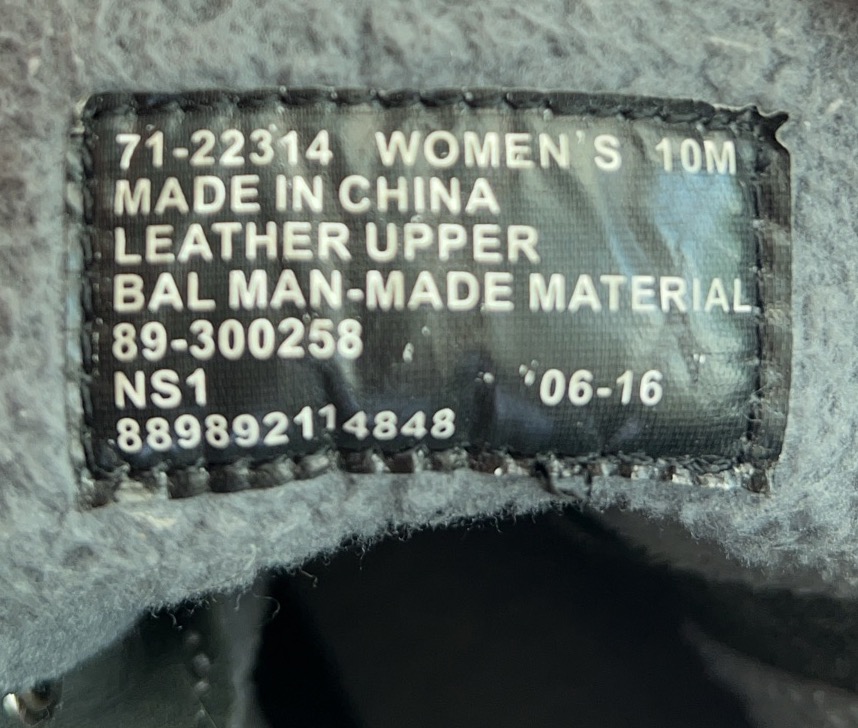 71-22314 WOMEN'S 10M
MADE IN CHINA
LEATHER UPPER
BAL MAN-MADE MATERIAL
89-300258
NS1 06-16
889892114848